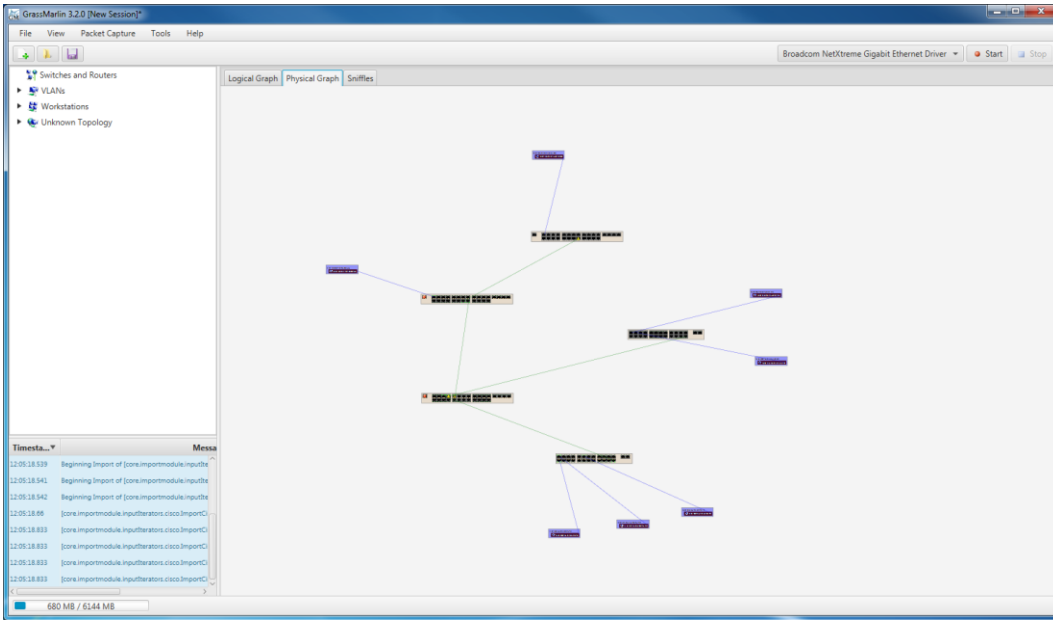 GrassMarlin 3.2.0 [New Session]*
File View Packet Capture Tools Help
Broadcom NetXtreme Gigabit Ethernet Driver Start Stop
Switches and Routers
VLANs
Workstations
Unknown Topology
Logical Graph Physical Graph Sniffles
Timesta... Messa
12:05:18.539 Beginning Import of [core.importmodule.inputIte
12:05:18.541 Beginning Import of [core.importmodule.inputIte
12:05:18.542 Beginning Import of [core.importmodule.inputIte
12:05:18.66 [core.importmodule.inputIterators.cisco.ImportCi
12:05:18.833 [core.importmodule.inputIterators.cisco.ImportCi
12:05:18.833 [core.importmodule.inputIterators.cisco.ImportCi
12:05:18.833 [core.importmodule.inputIterators.cisco.ImportCi
12:05:18.833 [core.importmodule.inputIterators.cisco.ImportCi
680 MB / 6144 MB